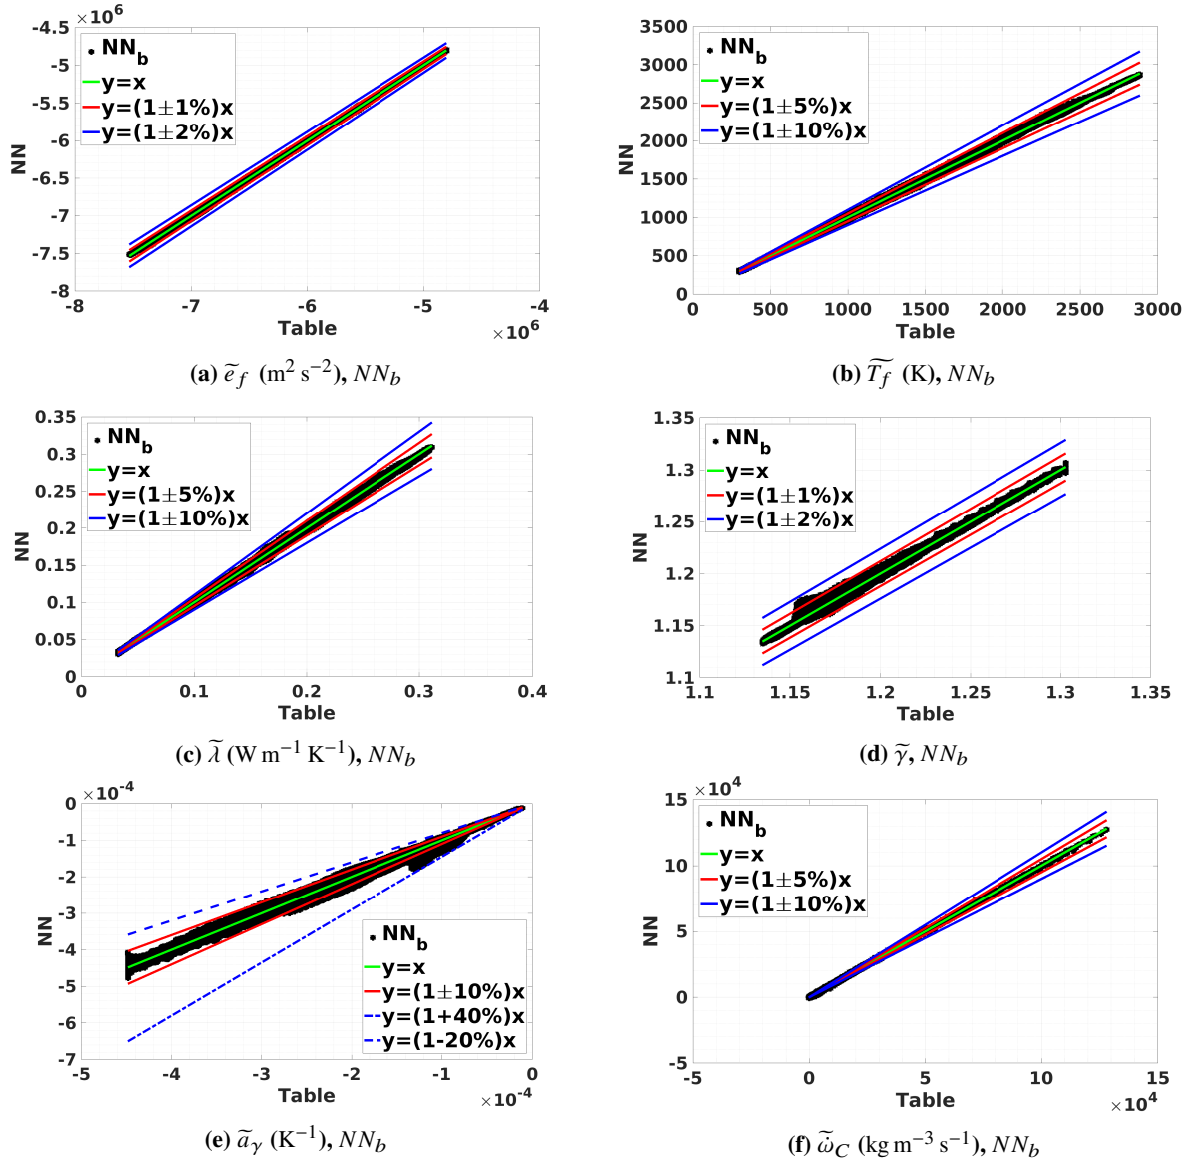 ×10⁶
-4.5
-5
-5.5
-6
-6.5
-7
-7.5
-8
NN
NN_b
y=x
y=(1±1%)x
y=(1±2%)x
-8 -7 -6 -5 -4
Table
×10⁶
(a) ẽ_f (m² s⁻²), NN_b
3500
3000
2500
2000
1500
1000
500
0
NN
NN_b
y=x
y=(1±5%)x
y=(1±10%)x
0 500 1000 1500 2000 2500 3000
Table
(b) T̃_f (K), NN_b
0.35
0.3
0.25
0.2
0.15
0.1
0.05
0
NN
NN_b
y=x
y=(1±5%)x
y=(1±10%)x
0 0.1 0.2 0.3 0.4
Table
(c) λ̃ (W m⁻¹ K⁻¹), NN_b
1.35
1.3
1.25
1.2
1.15
1.1
NN
NN_b
y=x
y=(1±1%)x
y=(1±2%)x
1.1 1.15 1.2 1.25 1.3 1.35
Table
(d) γ̃, NN_b
×10⁻⁴
0
-1
-2
-3
-4
-5
-6
-7
NN
NN_b
y=x
y=(1±10%)x
y=(1+40%)x
y=(1-20%)x
-5 -4 -3 -2 -1 0
Table
×10⁻⁴
(e) ã_γ (K⁻¹), NN_b
×10⁴
15
10
5
0
-5
NN
NN_b
y=x
y=(1±5%)x
y=(1±10%)x
-5 0 5 10 15
Table
×10⁴
(f) ω̇̃_C (kg m⁻³ s⁻¹), NN_b